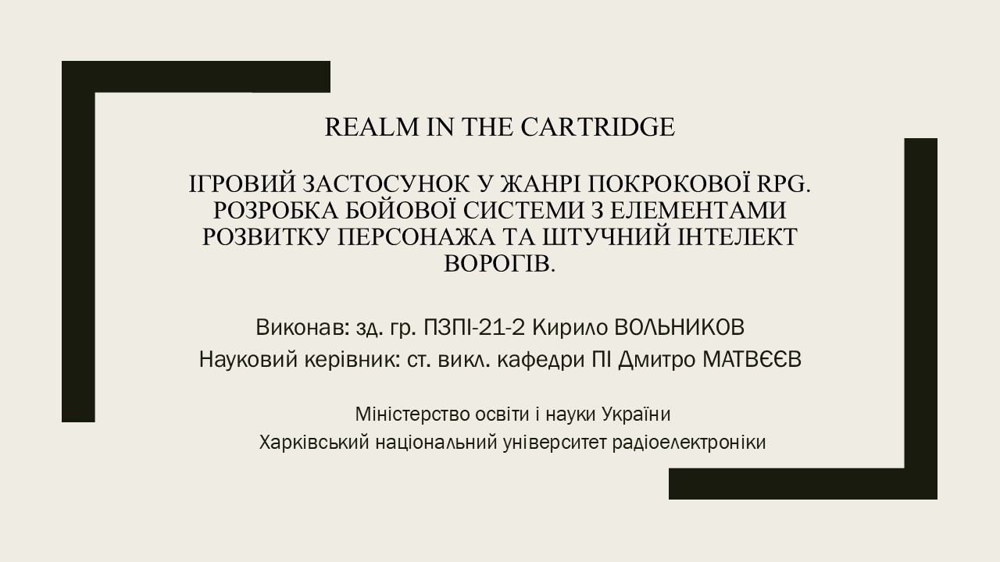 REALM IN THE CARTRIDGE
ІГРОВИЙ ЗАСТОСУНОК У ЖАНРІ ПОКРОКОВОЇ RPG.
РОЗРОБКА БОЙОВОЇ СИСТЕМИ З ЕЛЕМЕНТАМИ
РОЗВИТКУ ПЕРСОНАЖА ТА ШТУЧНИЙ ІНТЕЛЕКТ
ВОРОГІВ.
Виконав: зд. гр. ПЗПІ-21-2 Кирило ВОЛЬНИКОВ
Науковий керівник: ст. викл. кафедри ПІ Дмитро МАТВЄЄВ
Міністерство освіти і науки України
Харківський національний університет радіоелектроніки